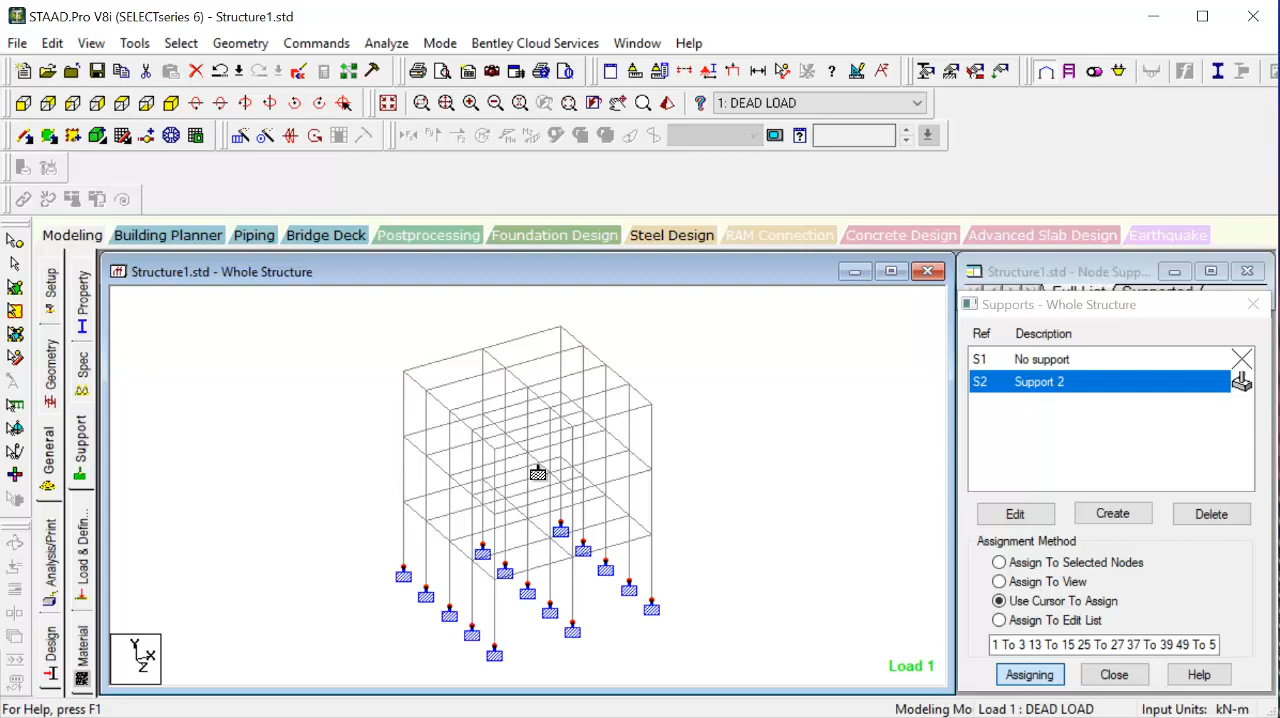 STAAD.Pro V8i (SELECTseries 6) - Structure1.std
File Edit View Tools Select Geometry Commands Analyze Mode Bentley Cloud Services Window Help
1: DEAD LOAD
Modeling Building Planner Piping Bridge Deck Postprocessing Foundation Design Steel Design RAM Connection Concrete Design Advanced Slab Design Earthquake
Setup
Geometry
General
Analysis/Print
Design
Property
Spec
Support
Load & Defin..
Material
Structure1.std - Whole Structure
Y
X
Z
Load 1
Structure1.std - Node Supp...
Supports - Whole Structure
Ref Description
S1 No support
S2 Support 2
Edit Create Delete
Assignment Method
Assign To Selected Nodes
Assign To View
Use Cursor To Assign
Assign To Edit List
1 To 3 13 To 15 25 To 27 37 To 39 49 To 5
Assigning Close Help
For Help, press F1 Modeling Mo Load 1 : DEAD LOAD Input Units: kN-m